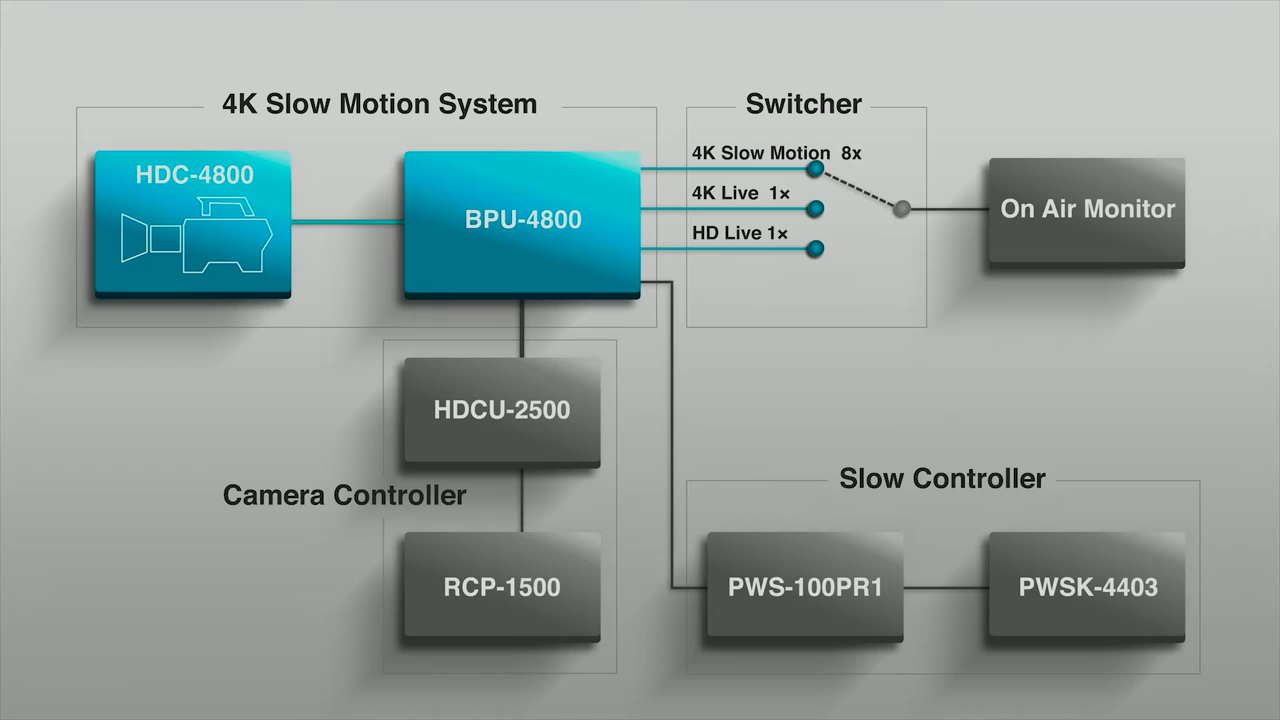 4K Slow Motion System
Switcher
HDC-4800
BPU-4800
4K Slow Motion 8x
4K Live 1×
HD Live 1×
On Air Monitor
HDCU-2500
Camera Controller
RCP-1500
Slow Controller
PWS-100PR1
PWSK-4403